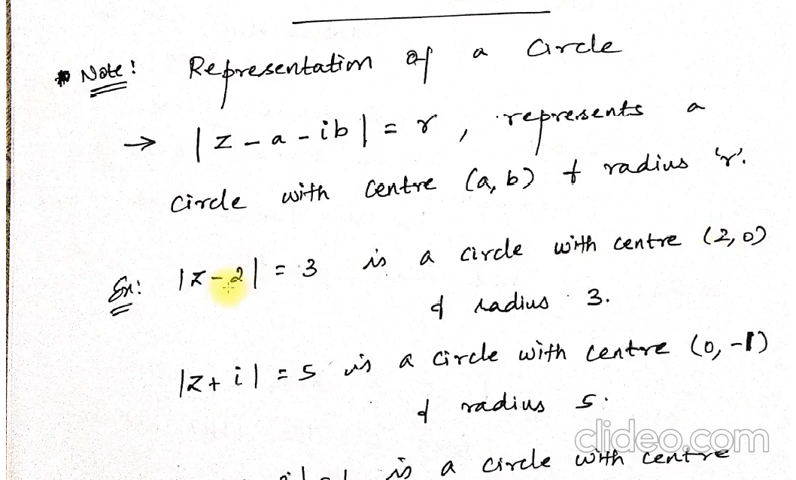 Note: Representation of a Circle
→ |z - a - ib| = r, represents a
circle with centre (a, b) & radius 'r'.
Ex: |z - 2| = 3 is a circle with centre (2, 0)
& radius 3.
|z + i| = 5 is a circle with centre (0, -1)
& radius 5.
is a circle with centre
clideo.com